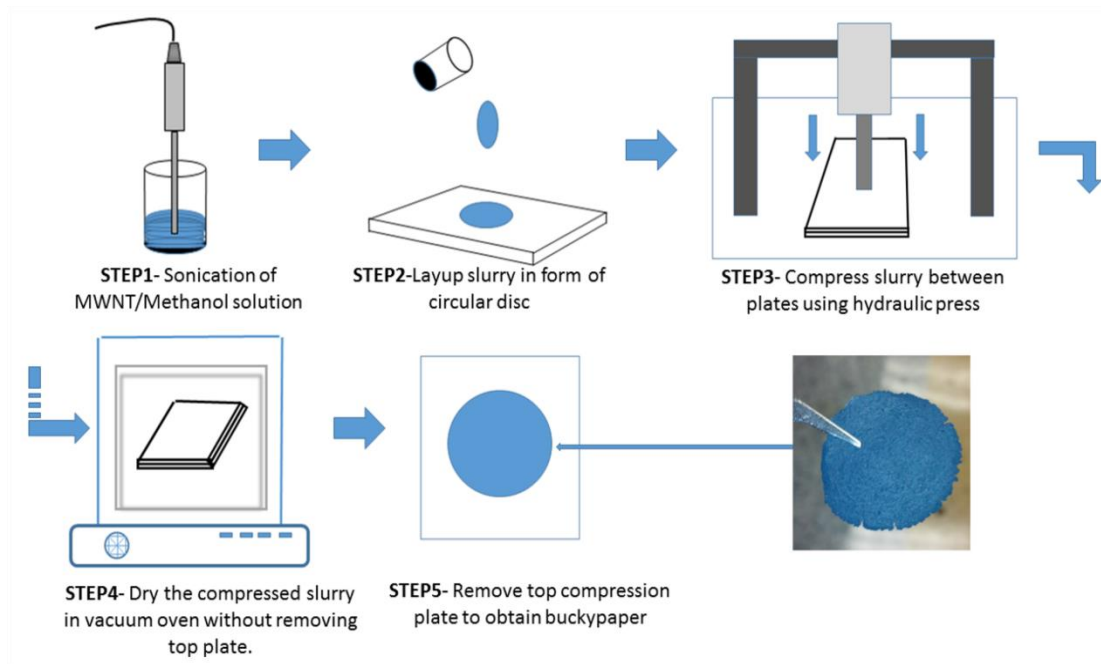 STEP1- Sonication of
MWNT/Methanol solution
STEP2-Layup slurry in form of
circular disc
STEP3- Compress slurry between
plates using hydraulic press
STEP4- Dry the compressed slurry
in vacuum oven without removing
top plate.
STEP5- Remove top compression
plate to obtain buckypaper